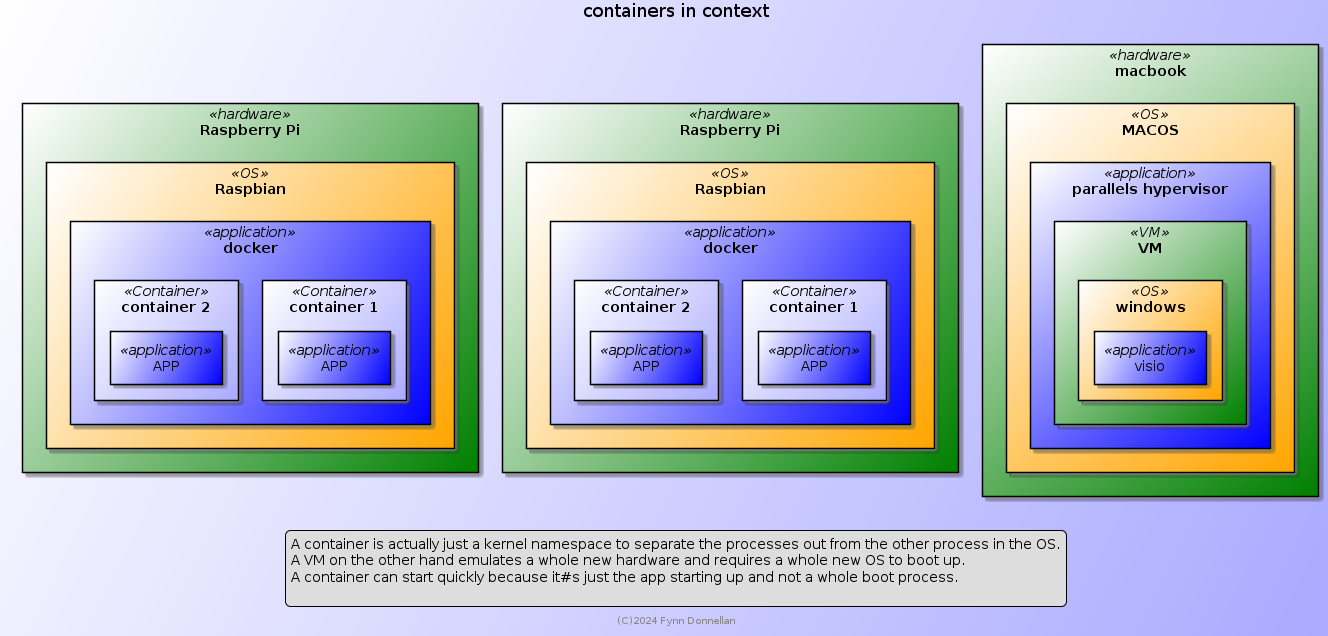 containers in context
«hardware»
Raspberry Pi
«OS»
Raspbian
«application»
docker
«Container»
container 2
«application»
APP
«Container»
container 1
«application»
APP
«hardware»
Raspberry Pi
«OS»
Raspbian
«application»
docker
«Container»
container 2
«application»
APP
«Container»
container 1
«application»
APP
«hardware»
macbook
«OS»
MACOS
«application»
parallels hypervisor
«VM»
VM
«OS»
windows
«application»
visio
A container is actually just a kernel namespace to separate the processes out from the other process in the OS.
A VM on the other hand emulates a whole new hardware and requires a whole new OS to boot up.
A container can start quickly because it#s just the app starting up and not a whole boot process.
(C)2024 Fynn Donnellan